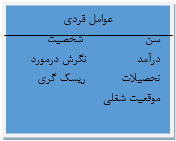 عوامل فردی
سن شخصیت
درآمد نگرش درمورد
تحصیلات ریسک گری
موقعیت شغلی